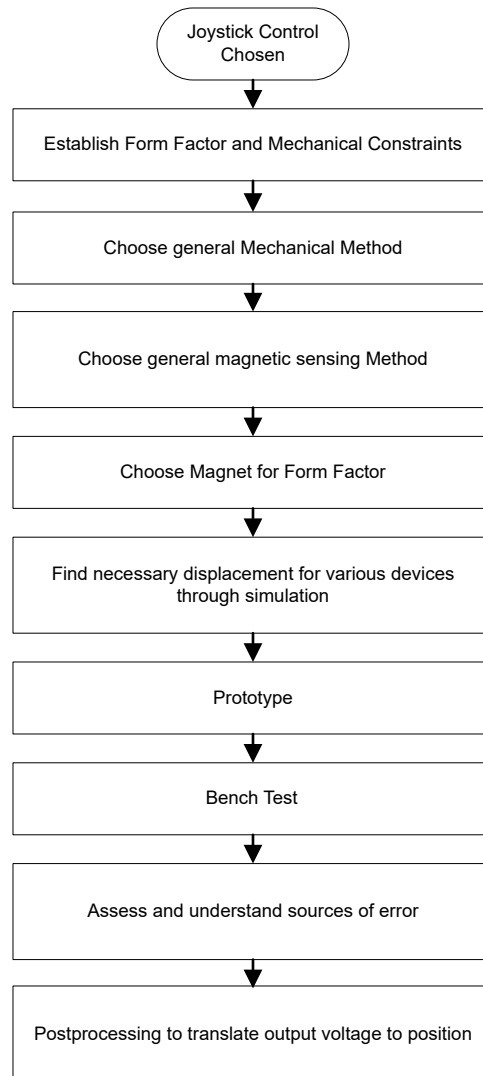 Joystick Control
Chosen
Establish Form Factor and Mechanical Constraints
Choose general Mechanical Method
Choose general magnetic sensing Method
Choose Magnet for Form Factor
Find necessary displacement for various devices
through simulation
Prototype
Bench Test
Assess and understand sources of error
Postprocessing to translate output voltage to position